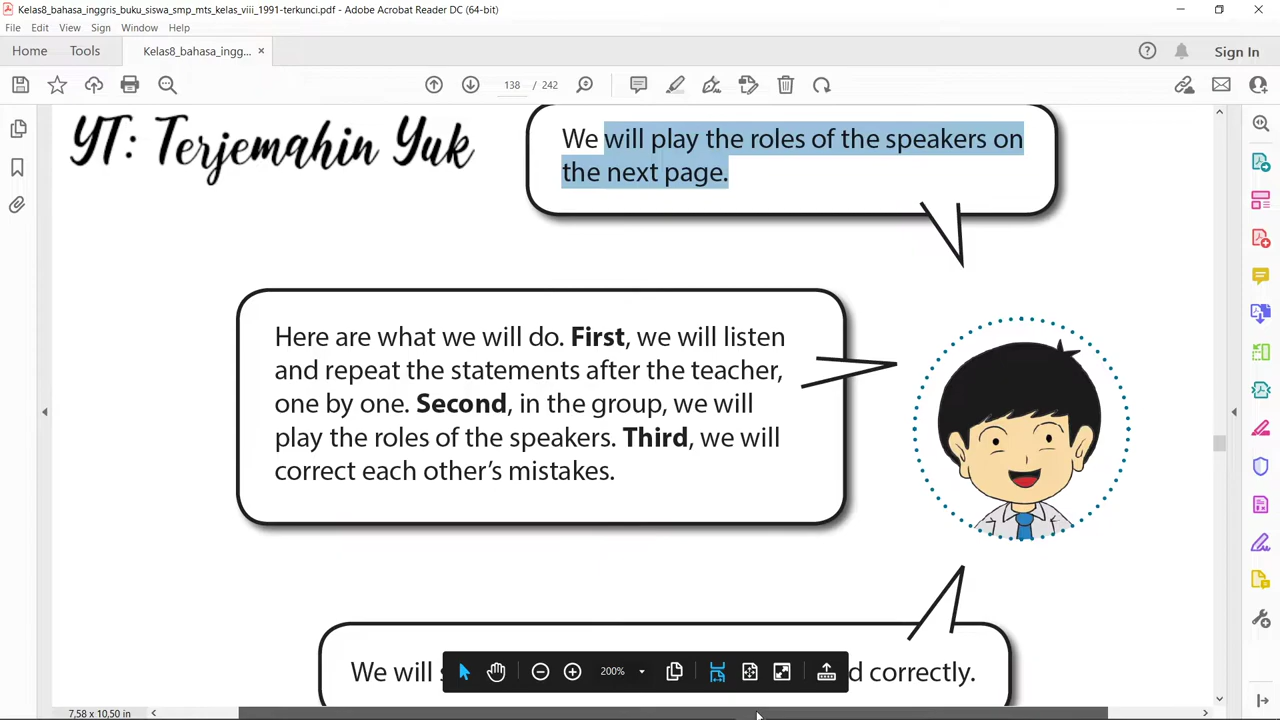 Kelas8_bahasa_inggris_buku_siswa_smp_mts_kelas_viii_1991-terkunci.pdf - Adobe Acrobat Reader DC (64-bit)
File Edit View Sign Window Help
Home Tools Kelas8_bahasa_ingg... ×
Sign In
138 / 242
YT: Terjemahin Yuk
We will play the roles of the speakers on
the next page.
Here are what we will do. First, we will listen
and repeat the statements after the teacher,
one by one. Second, in the group, we will
play the roles of the speakers. Third, we will
correct each other's mistakes.
We will
d correctly.
200%
7,58 x 10,50 in